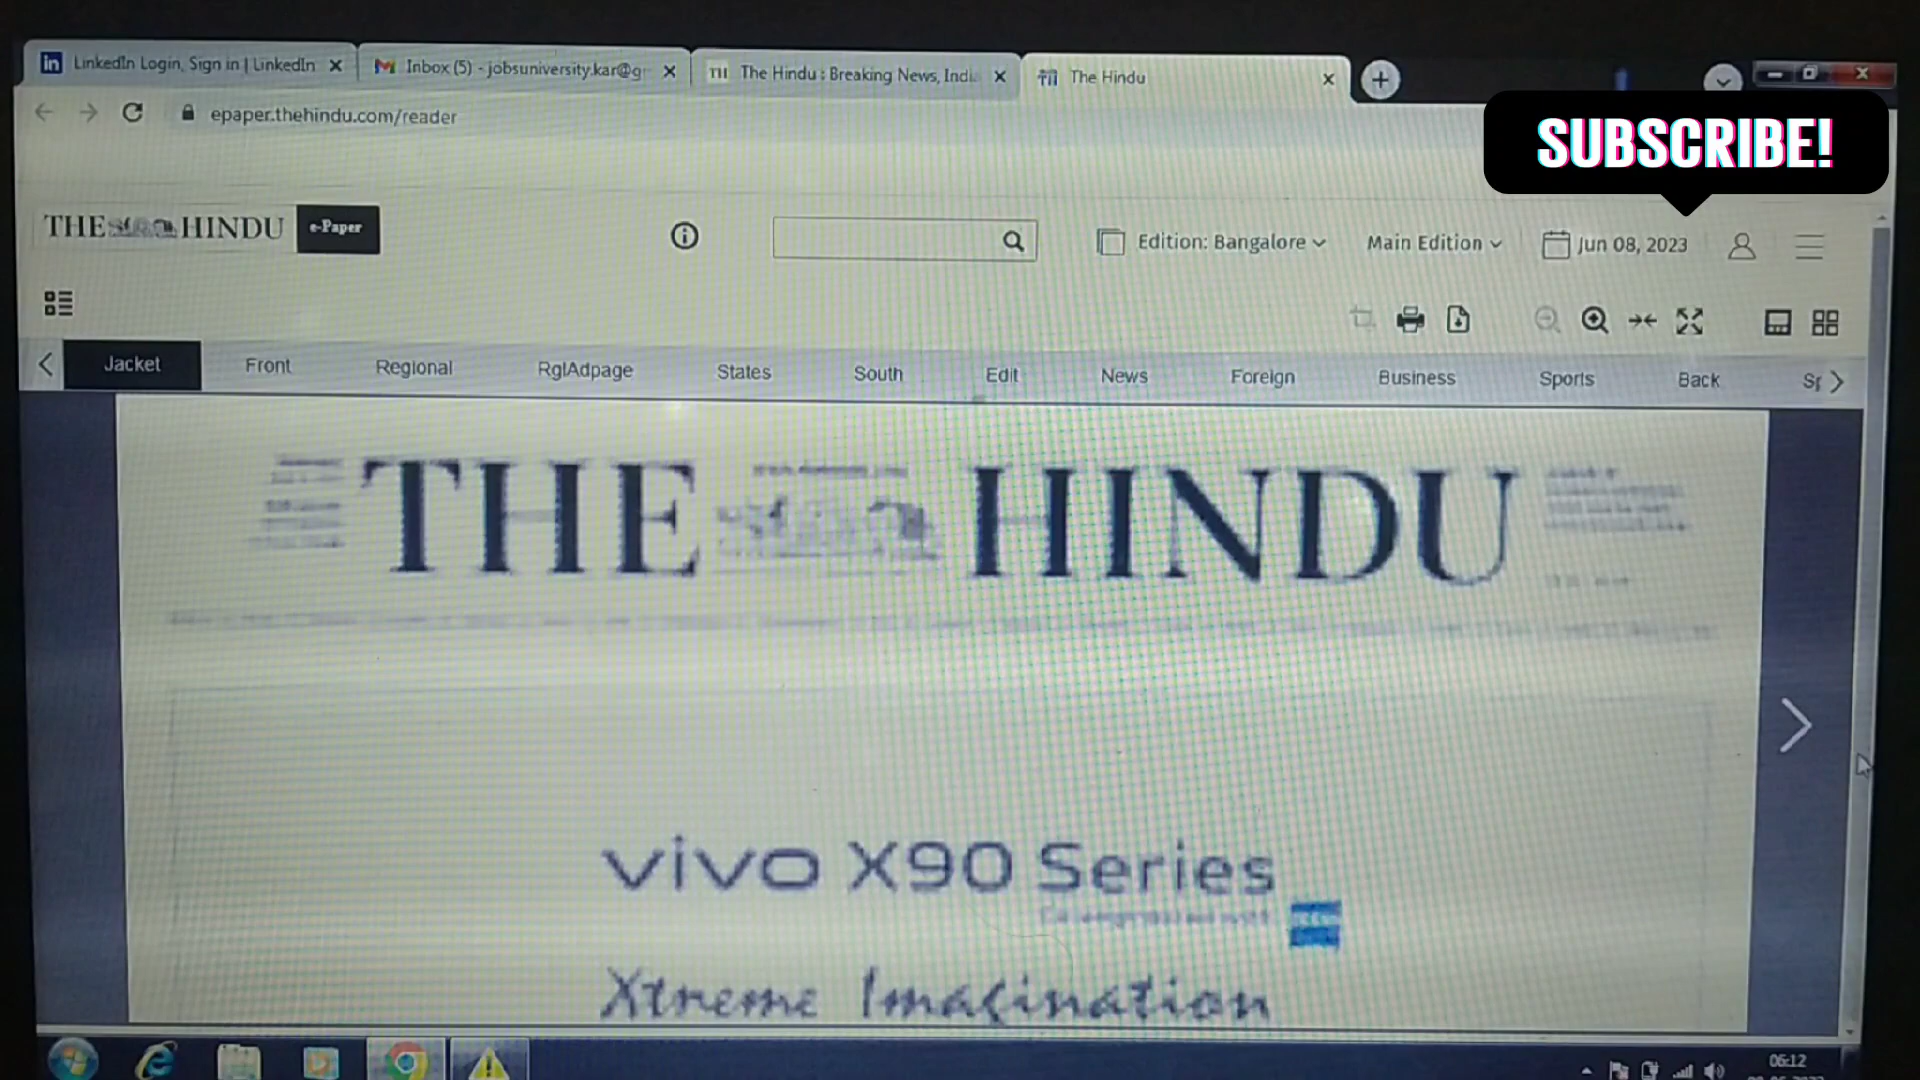 LinkedIn Login, Sign in | LinkedIn
Inbox (5) - jobsuniversity.kar@g
The Hindu : Breaking News, India
The Hindu
epaper.thehindu.com/reader
SUBSCRIBE!
THE HINDU
e-Paper
Edition: Bangalore
Main Edition
Jun 08, 2023
Jacket
Front
Regional
RglAdpage
States
South
Edit
News
Foreign
Business
Sports
Back
THE HINDU
vivo X90 Series
Xtreme Imagination
06:12